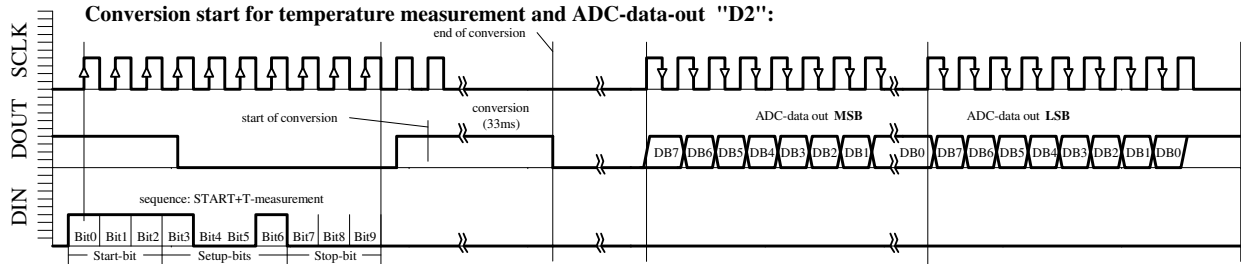 Conversion start for temperature measurement and ADC-data-out "D2":
end of conversion
SCLK
DOUT
start of conversion
conversion
(33ms)
ADC-data out MSB
ADC-data out LSB
DB7 DB6 DB5 DB4 DB3 DB2 DB1 DB0 DB7 DB6 DB5 DB4 DB3 DB2 DB1 DB0
DIN
sequence: START+T-measurement
Bit0 Bit1 Bit2 Bit3 Bit4 Bit5 Bit6 Bit7 Bit8 Bit9
Start-bit Setup-bits Stop-bit